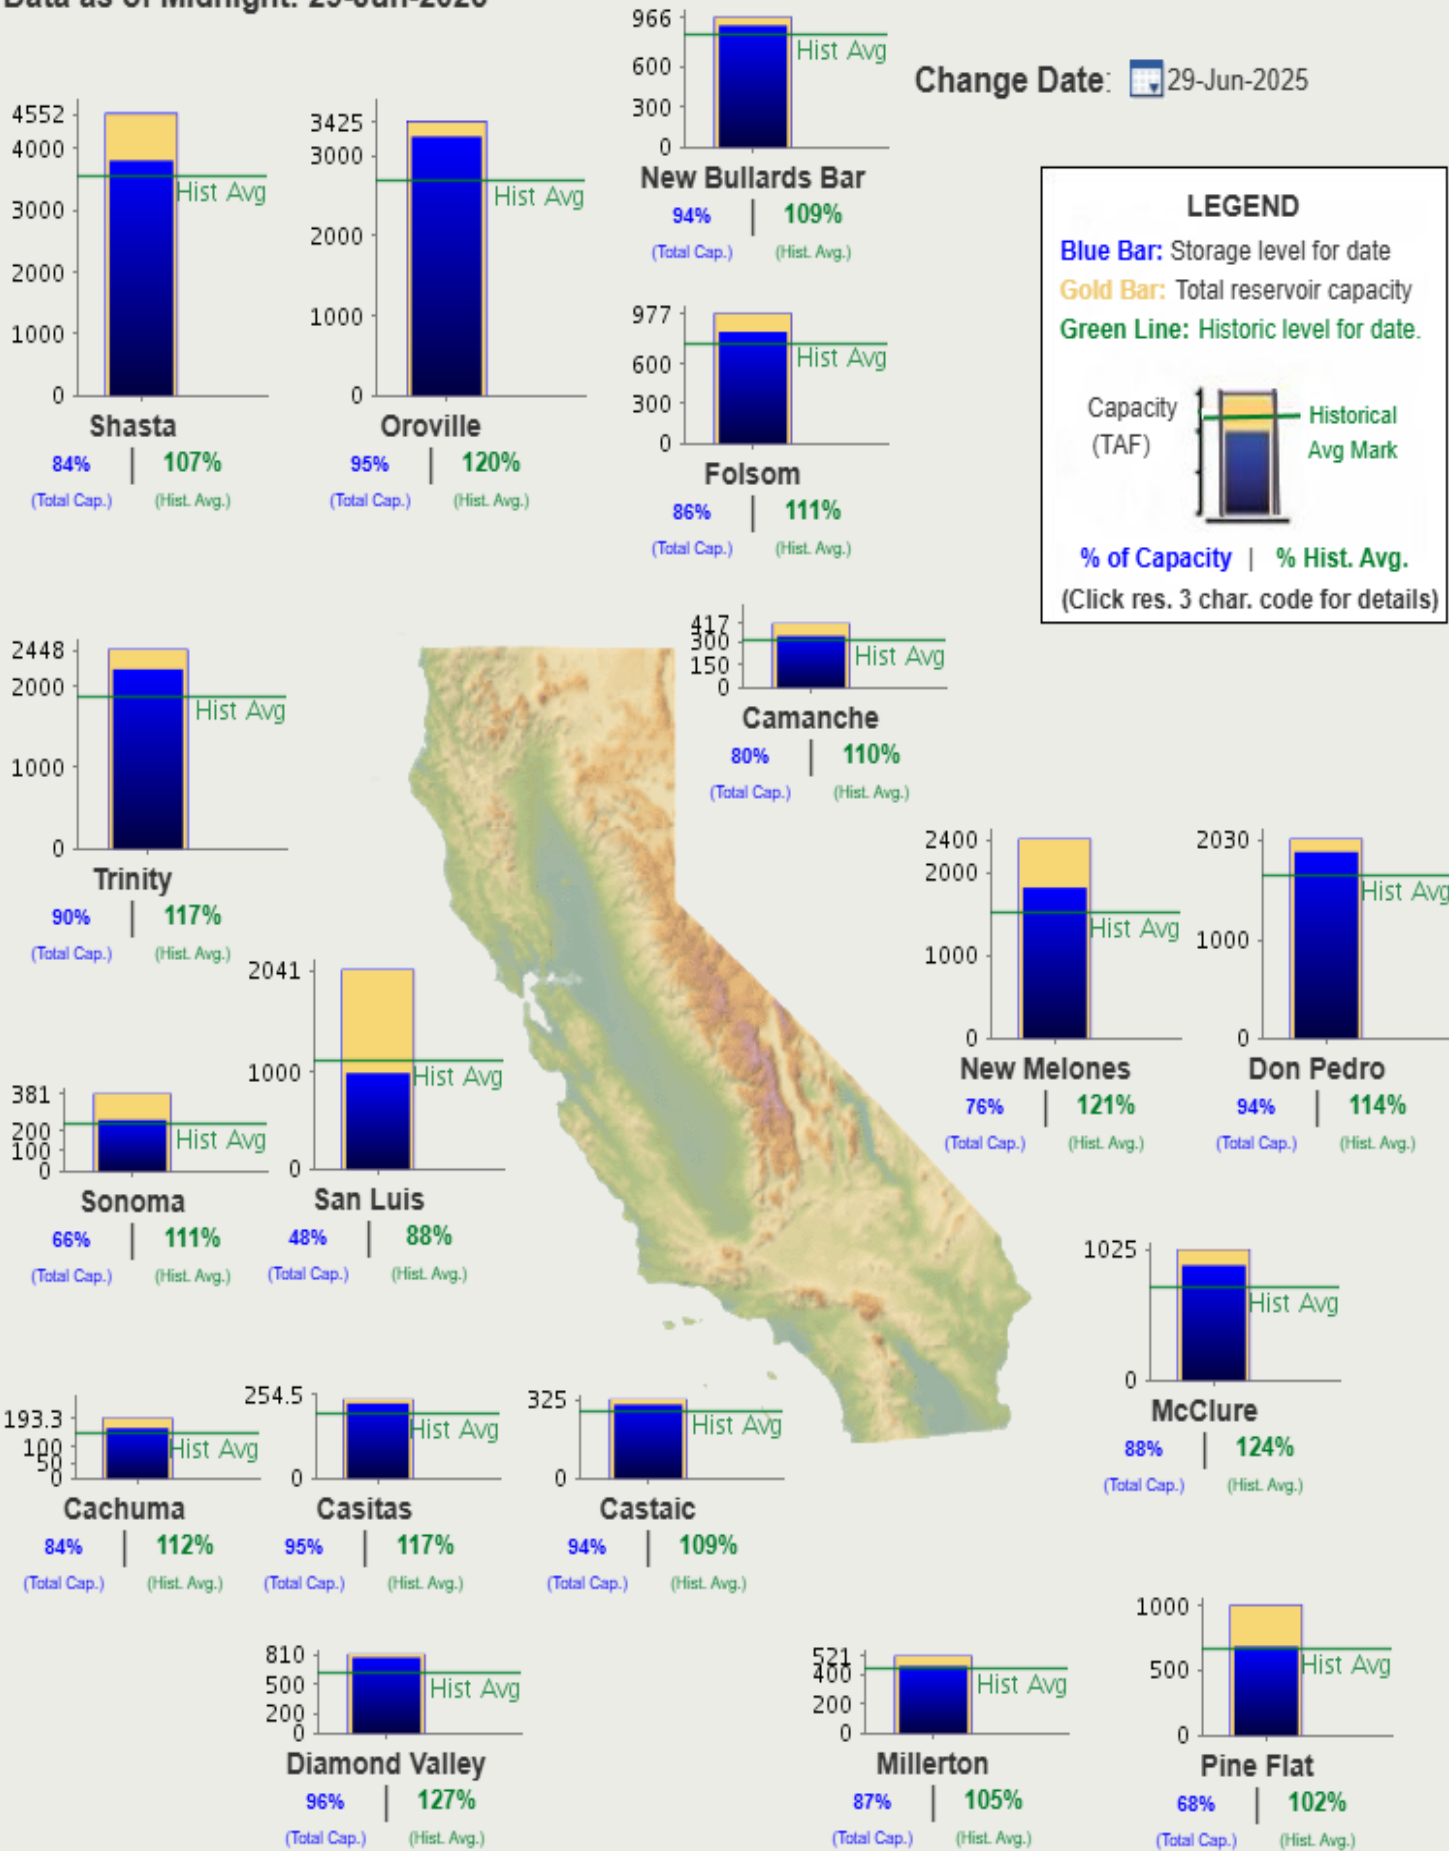 Data as of Midnight: 29-Jun-2025
966
600
300
0
Hist Avg
New Bullards Bar
94% | 109%
(Total Cap.) (Hist. Avg.)
Change Date: 29-Jun-2025
4552
4000
3000
2000
1000
0
Hist Avg
Shasta
84% | 107%
(Total Cap.) (Hist. Avg.)
3425
3000
2000
1000
0
Hist Avg
Oroville
95% | 120%
(Total Cap.) (Hist. Avg.)
977
600
300
0
Hist Avg
Folsom
86% | 111%
(Total Cap.) (Hist. Avg.)
LEGEND
Blue Bar: Storage level for date
Gold Bar: Total reservoir capacity
Green Line: Historic level for date.
Capacity
(TAF)
Historical
Avg Mark
% of Capacity | % Hist. Avg.
(Click res. 3 char. code for details)
417
300
150
0
Hist Avg
Camanche
80% | 110%
(Total Cap.) (Hist. Avg.)
2448
2000
1000
0
Hist Avg
Trinity
90% | 117%
(Total Cap.) (Hist. Avg.)
2400
2000
1000
0
Hist Avg
New Melones
76% | 121%
(Total Cap.) (Hist. Avg.)
2030
1000
0
Hist Avg
Don Pedro
94% | 114%
(Total Cap.) (Hist. Avg.)
381
200
100
0
Hist Avg
Sonoma
66% | 111%
(Total Cap.) (Hist. Avg.)
2041
1000
0
Hist Avg
San Luis
48% | 88%
(Total Cap.) (Hist. Avg.)
1025
0
Hist Avg
McClure
88% | 124%
(Total Cap.) (Hist. Avg.)
193.3
100
50
0
Hist Avg
Cachuma
84% | 112%
(Total Cap.) (Hist. Avg.)
254.5
0
Hist Avg
Casitas
95% | 117%
(Total Cap.) (Hist. Avg.)
325
0
Hist Avg
Castaic
94% | 109%
(Total Cap.) (Hist. Avg.)
810
500
200
0
Hist Avg
Diamond Valley
96% | 127%
(Total Cap.) (Hist. Avg.)
521
400
200
0
Hist Avg
Millerton
87% | 105%
(Total Cap.) (Hist. Avg.)
1000
500
0
Hist Avg
Pine Flat
68% | 102%
(Total Cap.) (Hist. Avg.)